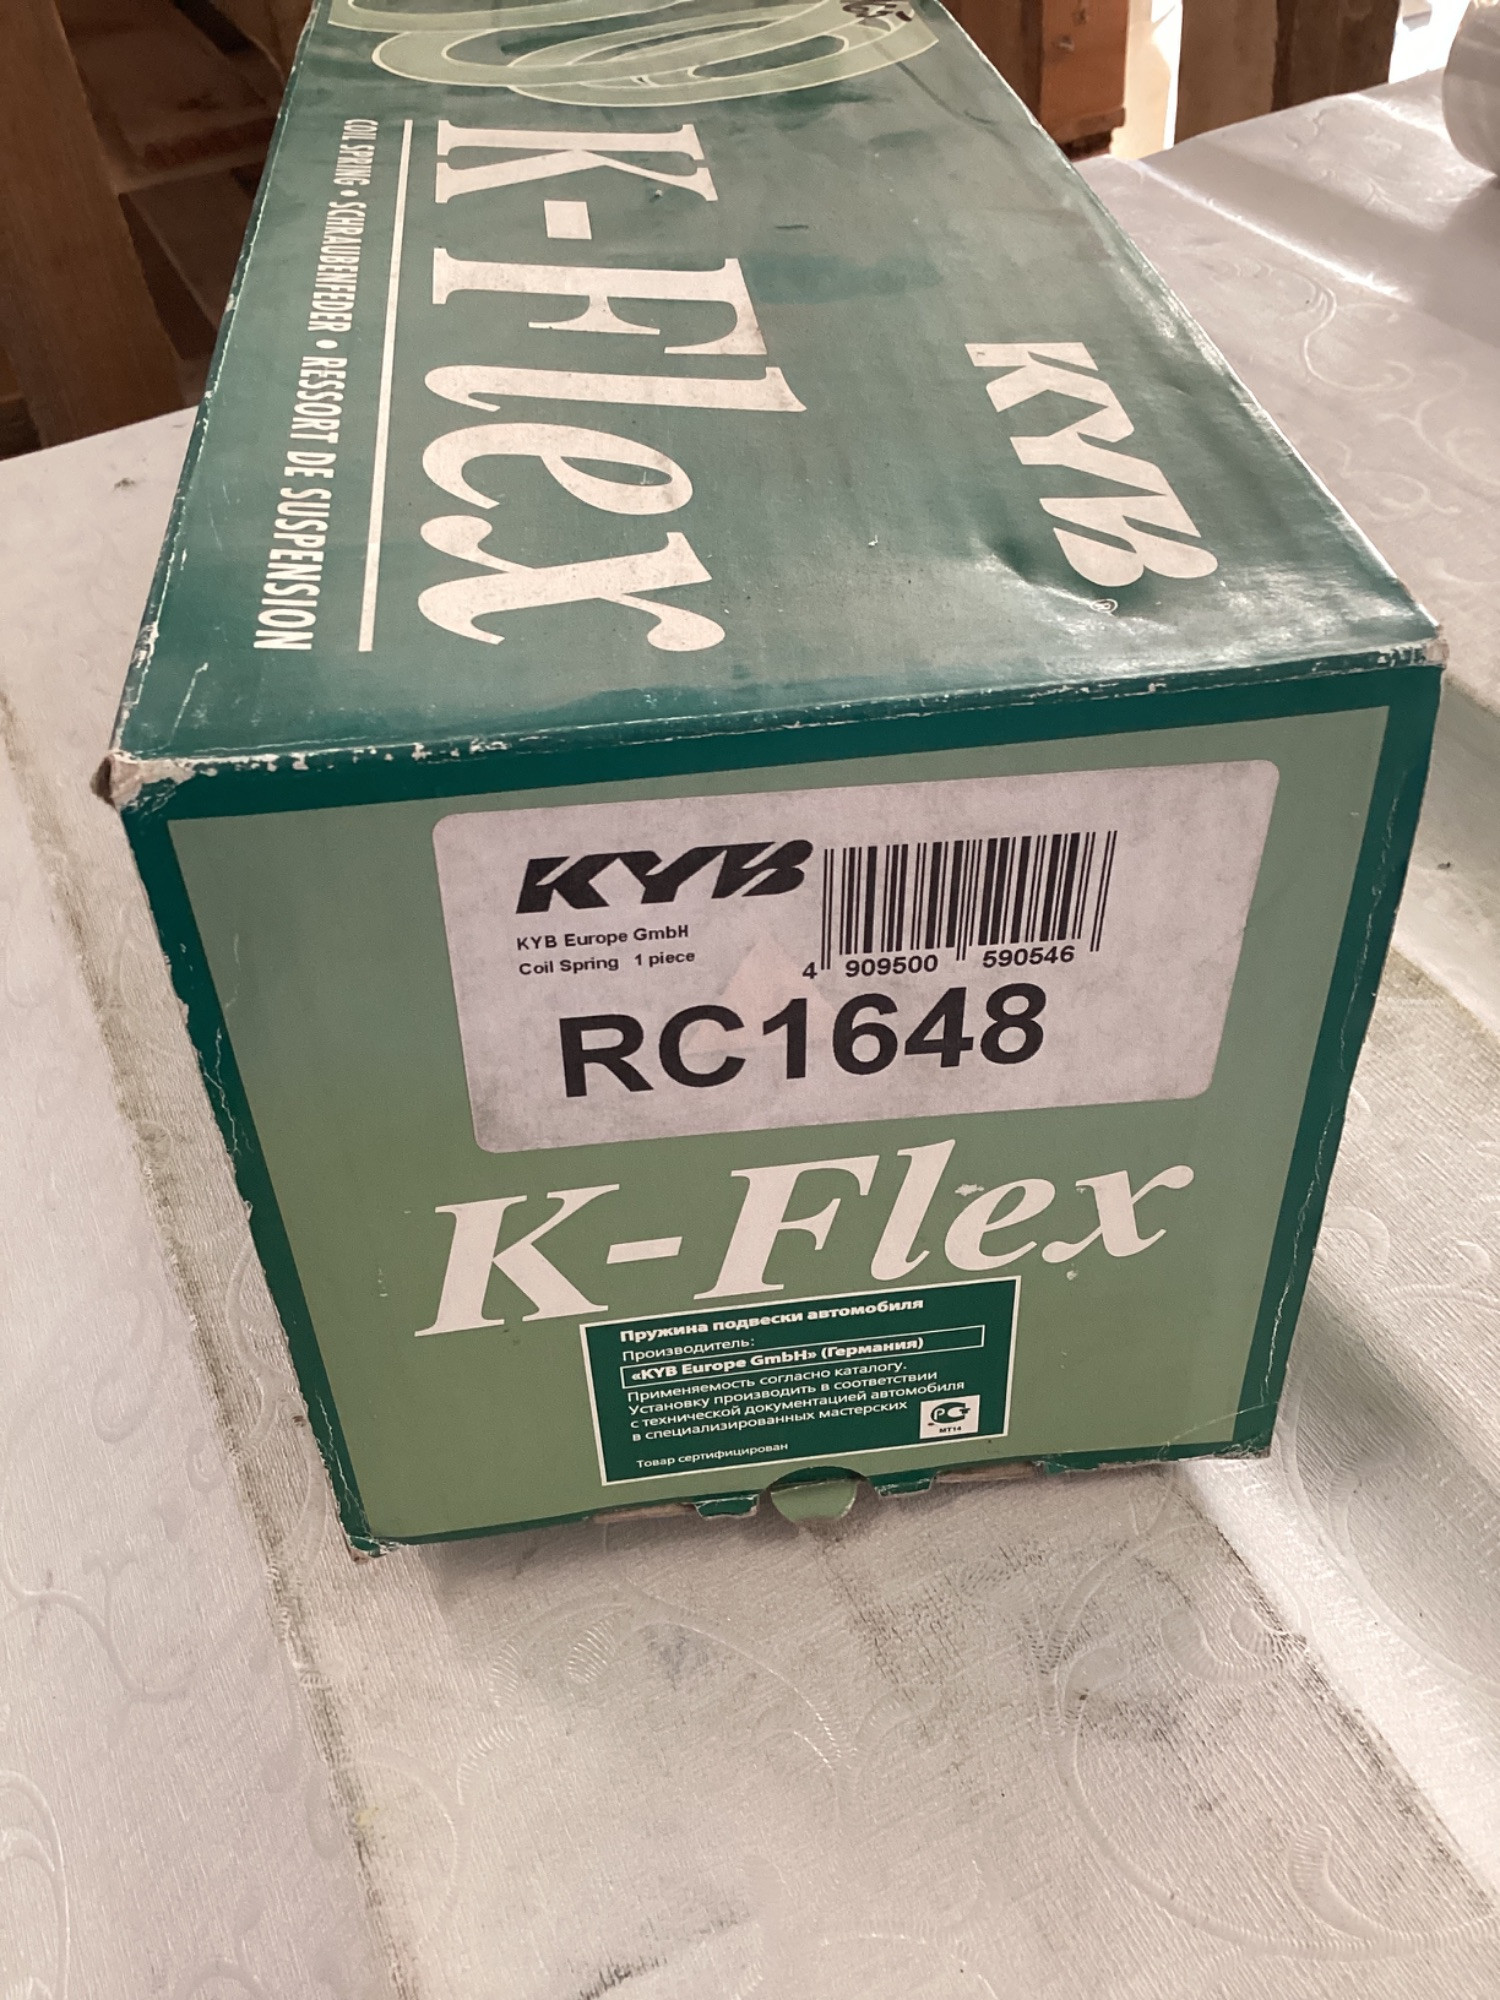 K-Flex
COIL SPRING • SCHRAUBENFEDER • RESSORT DE SUSPENSION
KYB®
KYB
KYB Europe GmbH
Coil Spring 1 piece
4 909500 590546
RC1648
K-Flex
Пружина подвески автомобиля
Производитель:
«KYB Europe GmbH» (Германия)
Применяемость согласно каталогу.
Установку производить в соответствии
с технической документацией автомобиля
в специализированных мастерских
РСТ
МТ14
Товар сертифицирован